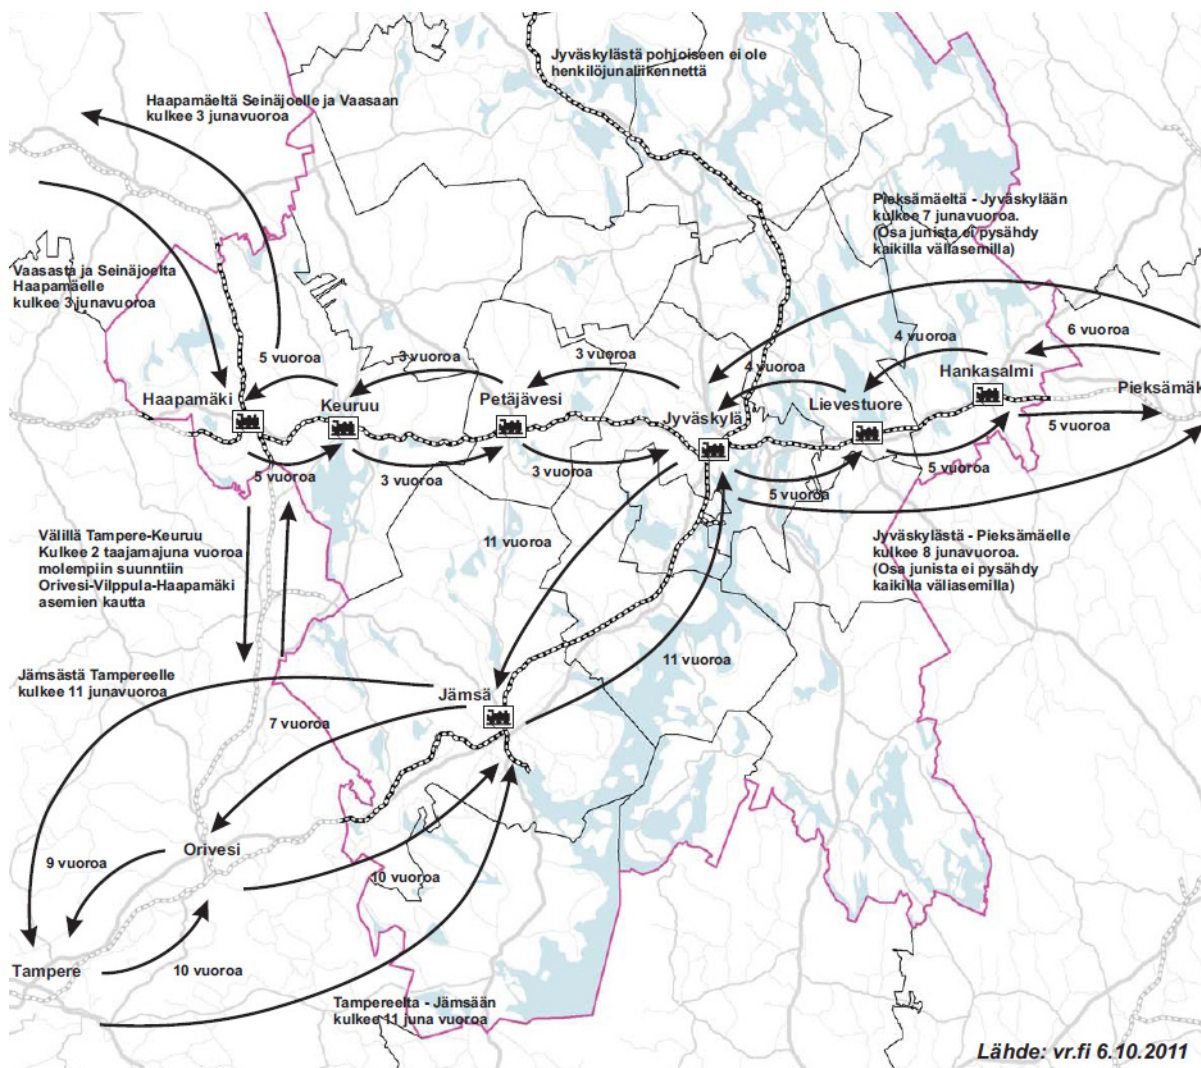 Jyväskylästä pohjoiseen ei ole
henkilöjunaliikennettä
Haapamäeltä Seinäjoelle ja Vaasaan
kulkee 3 junavuoroa
Pieksämäeltä - Jyväskylään
kulkee 7 junavuoroa.
(Osa junista ei pysähdy
kaikilla väliasemilla)
Vaasasta ja Seinäjoelta
Haapamäelle
kulkee 3 junavuoroa
5 vuoroa
3 vuoroa
3 vuoroa
4 vuoroa
4 vuoroa
6 vuoroa
Haapamäki
Keuruu
Petäjävesi
Jyväskylä
Lievestuore
Hankasalmi
Pieksämäk
5 vuoroa
3 vuoroa
3 vuoroa
5 vuoroa
5 vuoroa
5 vuoroa
Välillä Tampere-Keuruu
Kulkee 2 taajamajuna vuoroa
molempiin suunntiin
Orivesi-Vilppula-Haapamäki
asemien kautta
11 vuoroa
Jyväskylästä - Pieksämäelle
kulkee 8 junavuoroa.
(Osa junista ei pysähdy
kaikilla väliasemilla)
11 vuoroa
Jämsästä Tampereelle
kulkee 11 junavuoroa
Jämsä
7 vuoroa
Orivesi
9 vuoroa
10 vuoroa
Tampere
10 vuoroa
Tampereelta - Jämsään
kulkee 11 juna vuoroa
Lähde: vr.fi 6.10.2011